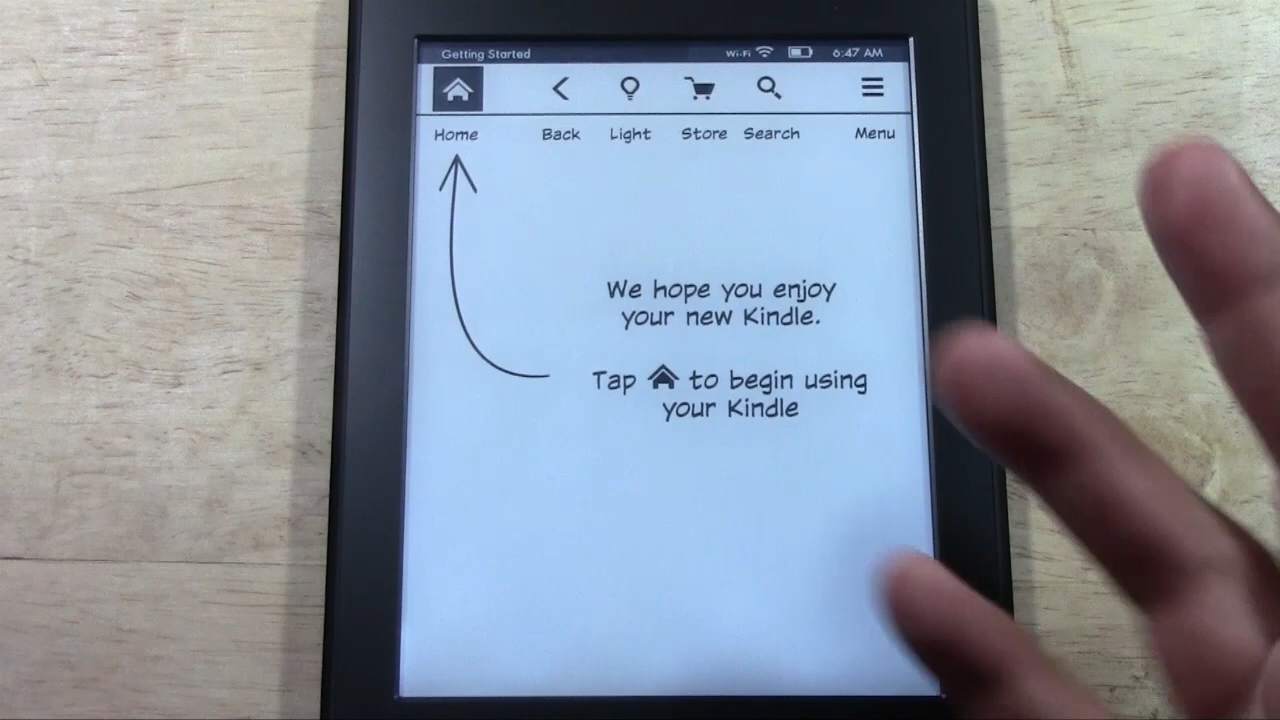 Getting Started Wi-Fi 6:47 AM
Home Back Light Store Search Menu
We hope you enjoy
your new Kindle.
Tap to begin using
your Kindle